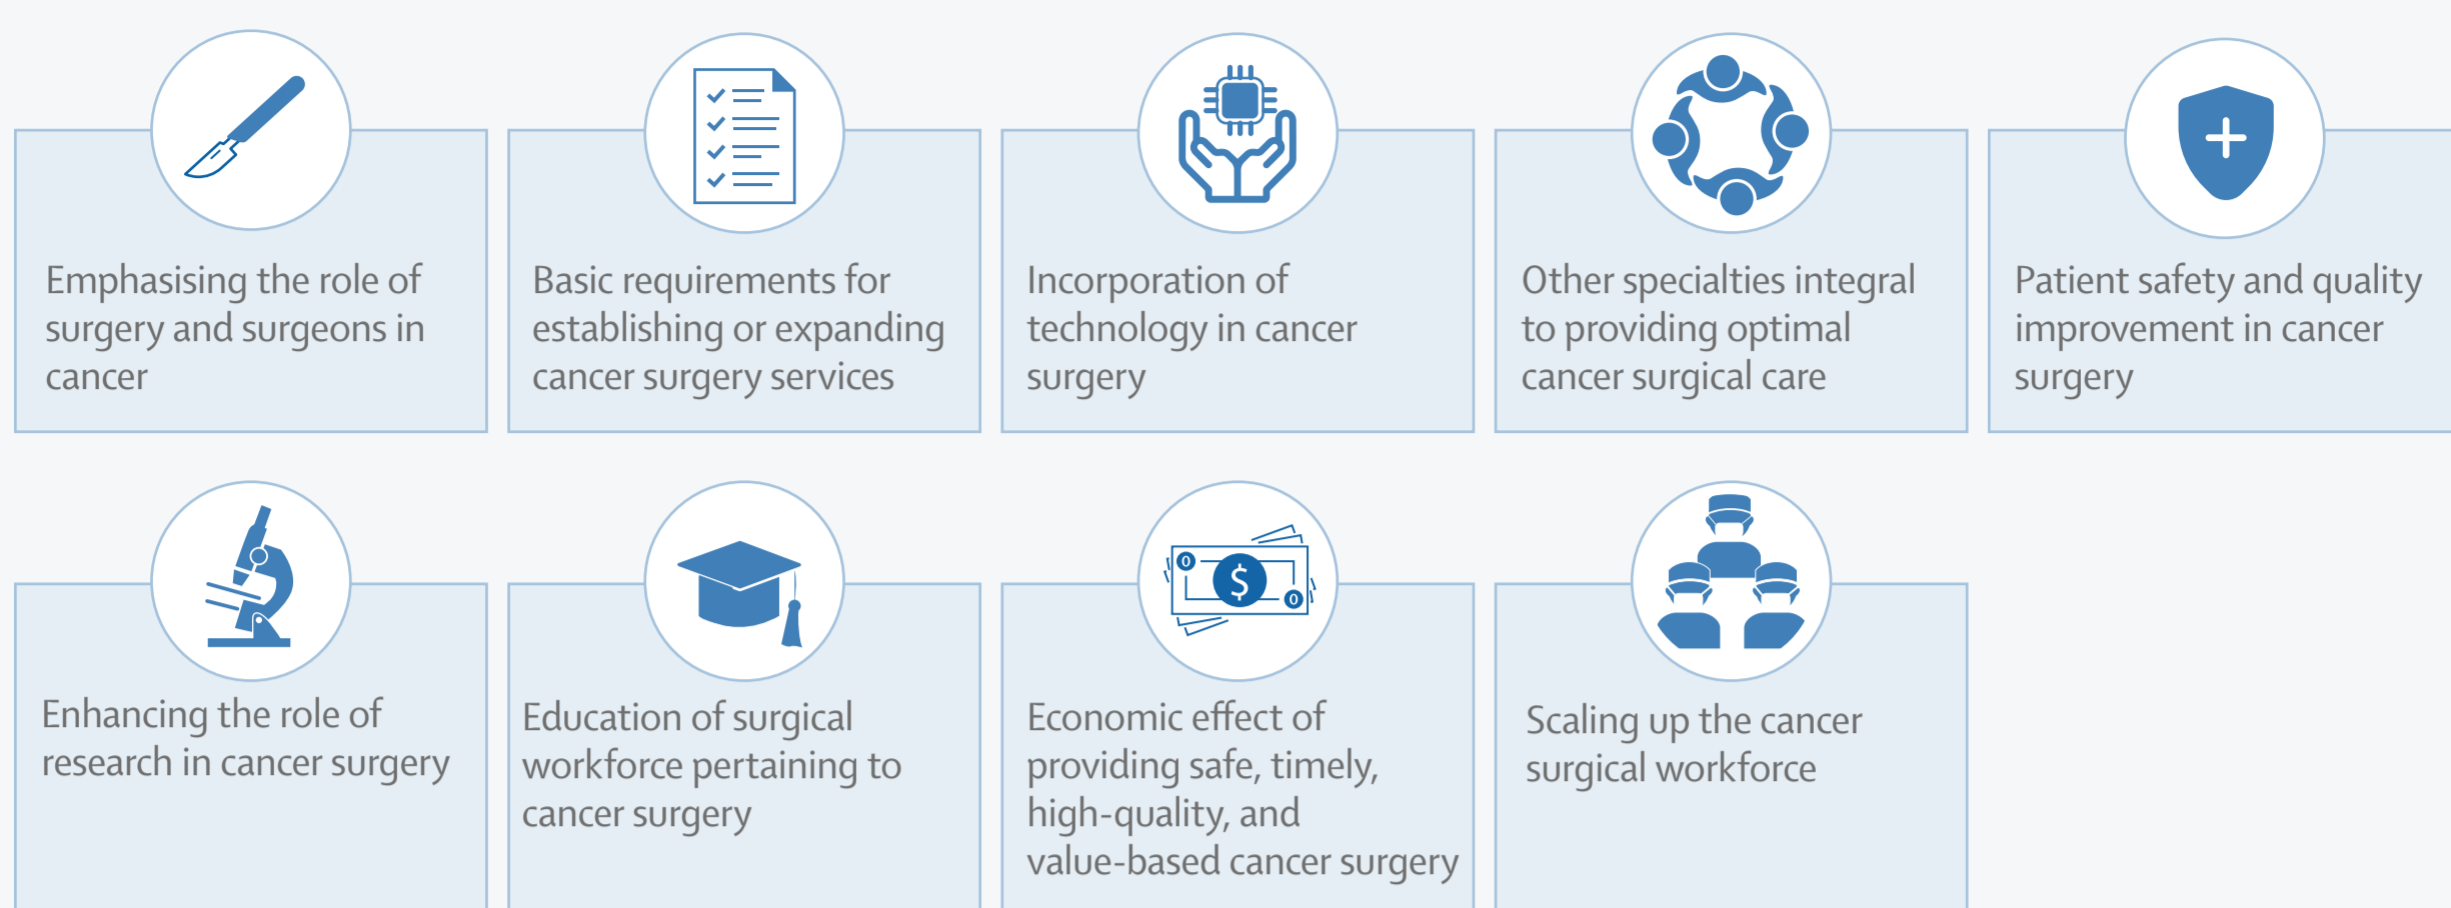 Emphasising the role of
surgery and surgeons in
cancer
Basic requirements for
establishing or expanding
cancer surgery services
Incorporation of
technology in cancer
surgery
Other specialties integral
to providing optimal
cancer surgical care
Patient safety and quality
improvement in cancer
surgery
Enhancing the role of
research in cancer surgery
Education of surgical
workforce pertaining to
cancer surgery
0
$
0
Economic effect of
providing safe, timely,
high-quality, and
value-based cancer surgery
Scaling up the cancer
surgical workforce